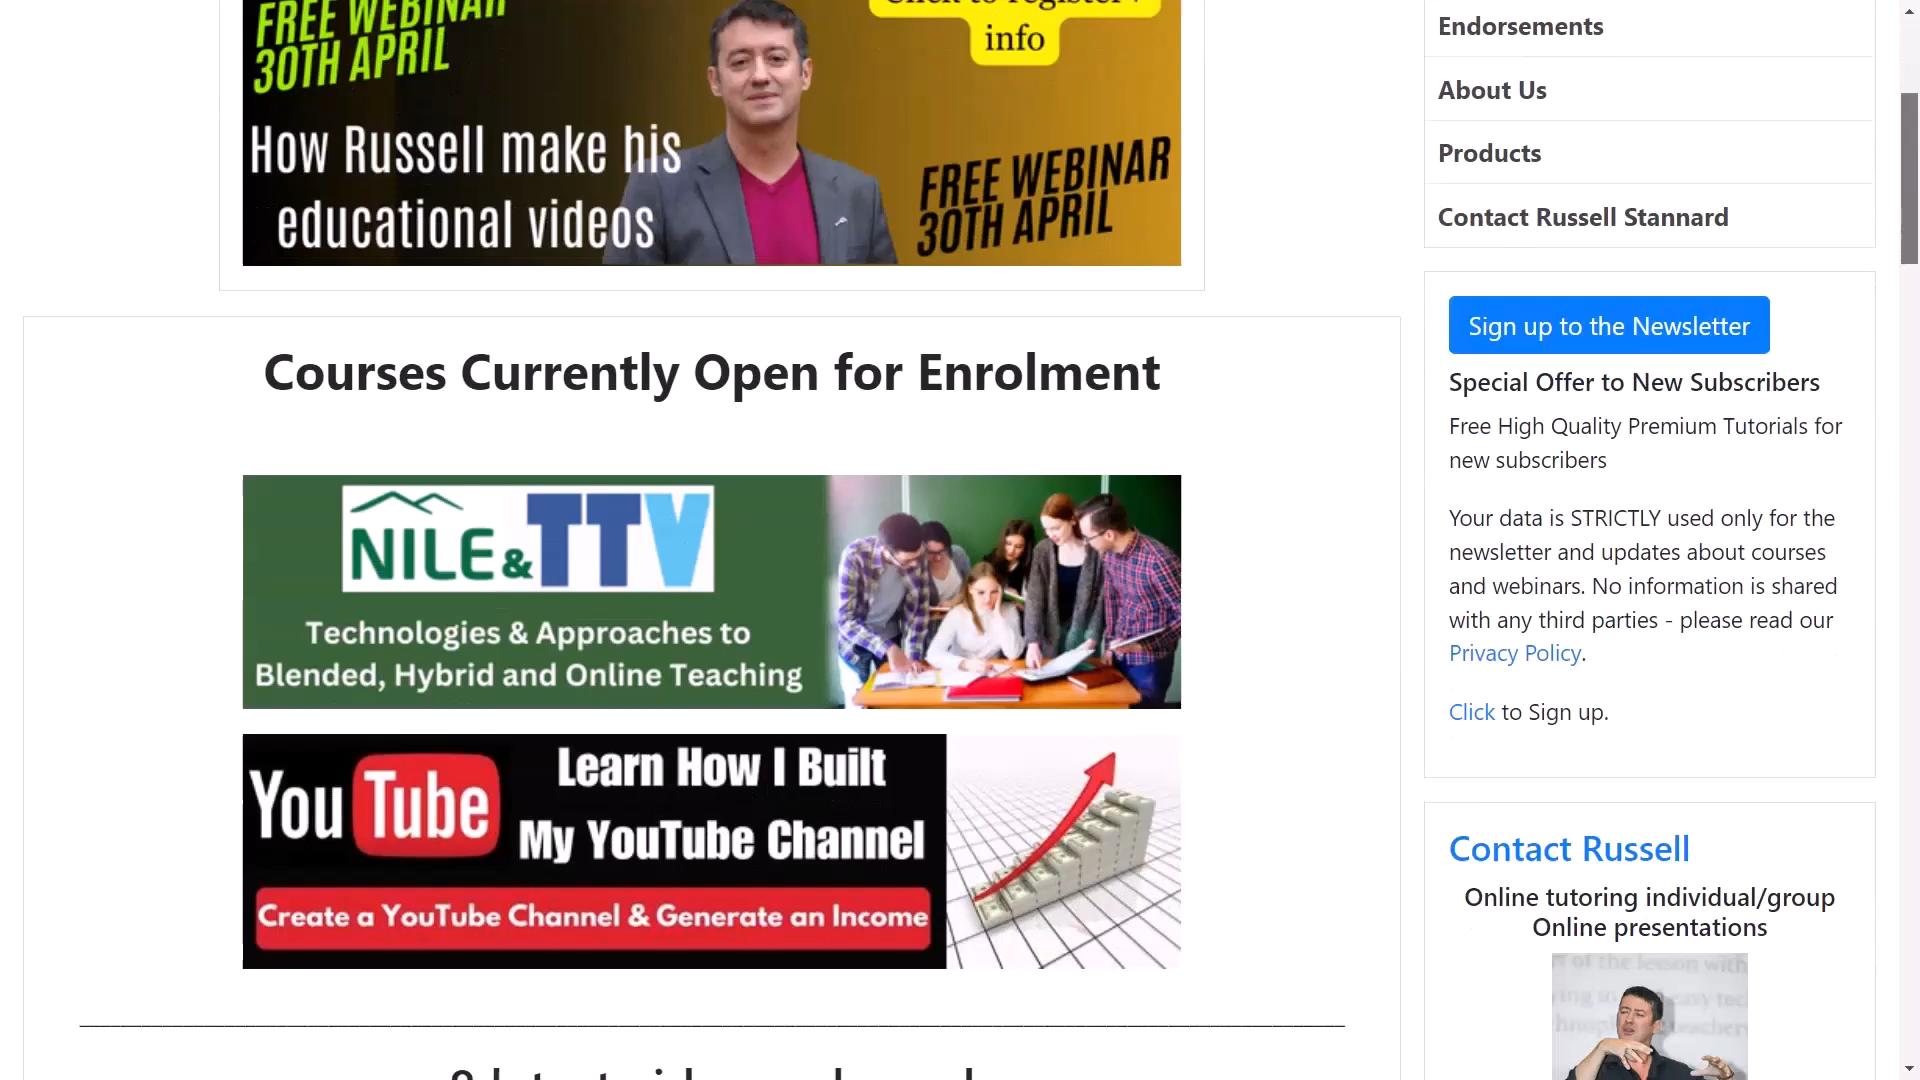 FREE WEBINAR
30TH APRIL
Click to register +
info
How Russell make his
educational videos
FREE WEBINAR
30TH APRIL
Courses Currently Open for Enrolment
NILE & TTV
Technologies & Approaches to
Blended, Hybrid and Online Teaching
YouTube
Learn How I Built
My YouTube Channel
Create a YouTube Channel & Generate an Income
Endorsements
About Us
Products
Contact Russell Stannard
Sign up to the Newsletter
Special Offer to New Subscribers
Free High Quality Premium Tutorials for
new subscribers
Your data is STRICTLY used only for the
newsletter and updates about courses
and webinars. No information is shared
with any third parties - please read our
Privacy Policy.
Click to Sign up.
Contact Russell
Online tutoring individual/group
Online presentations